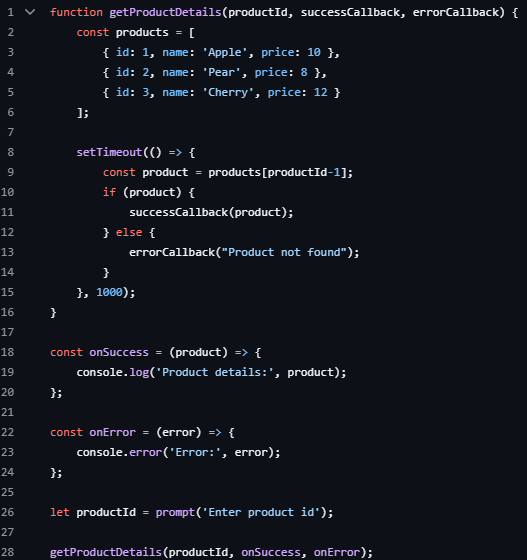 1 function getProductDetails(productId, successCallback, errorCallback) {
2     const products = [
3         { id: 1, name: 'Apple', price: 10 },
4         { id: 2, name: 'Pear', price: 8 },
5         { id: 3, name: 'Cherry', price: 12 }
6     ];
7
8     setTimeout(() => {
9         const product = products[productId-1];
10         if (product) {
11             successCallback(product);
12         } else {
13             errorCallback("Product not found");
14         }
15     }, 1000);
16 }
17
18 const onSuccess = (product) => {
19     console.log('Product details:', product);
20 };
21
22 const onError = (error) => {
23     console.error('Error:', error);
24 };
25
26 let productId = prompt('Enter product id');
27
28 getProductDetails(productId, onSuccess, onError);